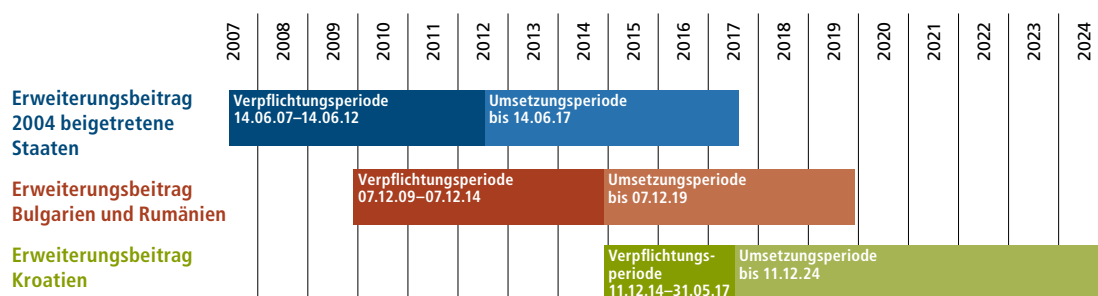 2007 2008 2009 2010 2011 2012 2013 2014 2015 2016 2017 2018 2019 2020 2021 2022 2023 2024
Erweiterungsbeitrag
2004 beigetretene
Staaten
Verpflichtungsperiode
14.06.07–14.06.12
Umsetzungsperiode
bis 14.06.17
Erweiterungsbeitrag
Bulgarien und Rumänien
Verpflichtungsperiode
07.12.09–07.12.14
Umsetzungsperiode
bis 07.12.19
Erweiterungsbeitrag
Kroatien
Verpflichtungs-
periode
11.12.14–31.05.17
Umsetzungsperiode
bis 11.12.24